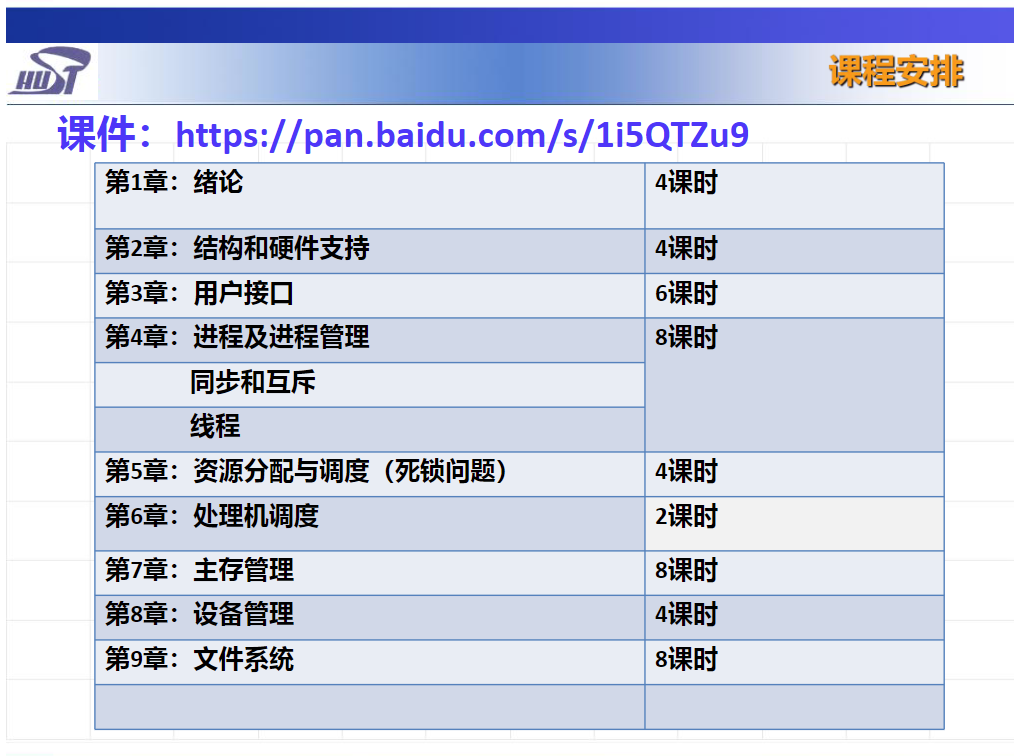 HUST
课程安排
课件：https://pan.baidu.com/s/1i5QTZu9
第1章：绪论 4课时
第2章：结构和硬件支持 4课时
第3章：用户接口 6课时
第4章：进程及进程管理 8课时
同步和互斥
线程
第5章：资源分配与调度（死锁问题） 4课时
第6章：处理机调度 2课时
第7章：主存管理 8课时
第8章：设备管理 4课时
第9章：文件系统 8课时